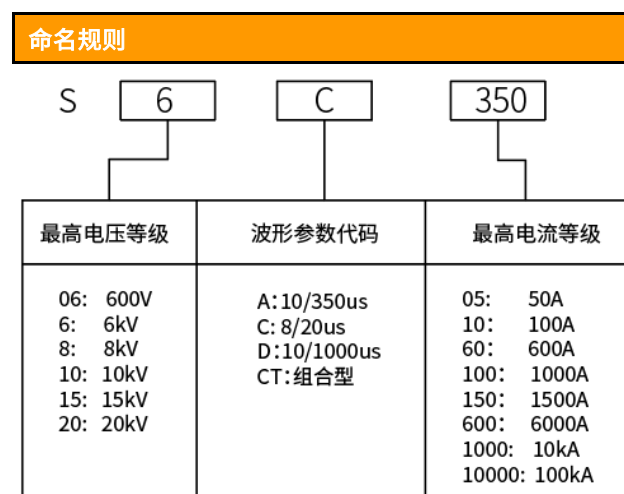 命名规则
S 6 C 350
最高电压等级 波形参数代码 最高电流等级
06: 600V
6: 6kV
8: 8kV
10: 10kV
15: 15kV
20: 20kV
A:10/350us
C: 8/20us
D:10/1000us
CT:组合型
05: 50A
10: 100A
60: 600A
100: 1000A
150: 1500A
600: 6000A
1000: 10kA
10000: 100kA